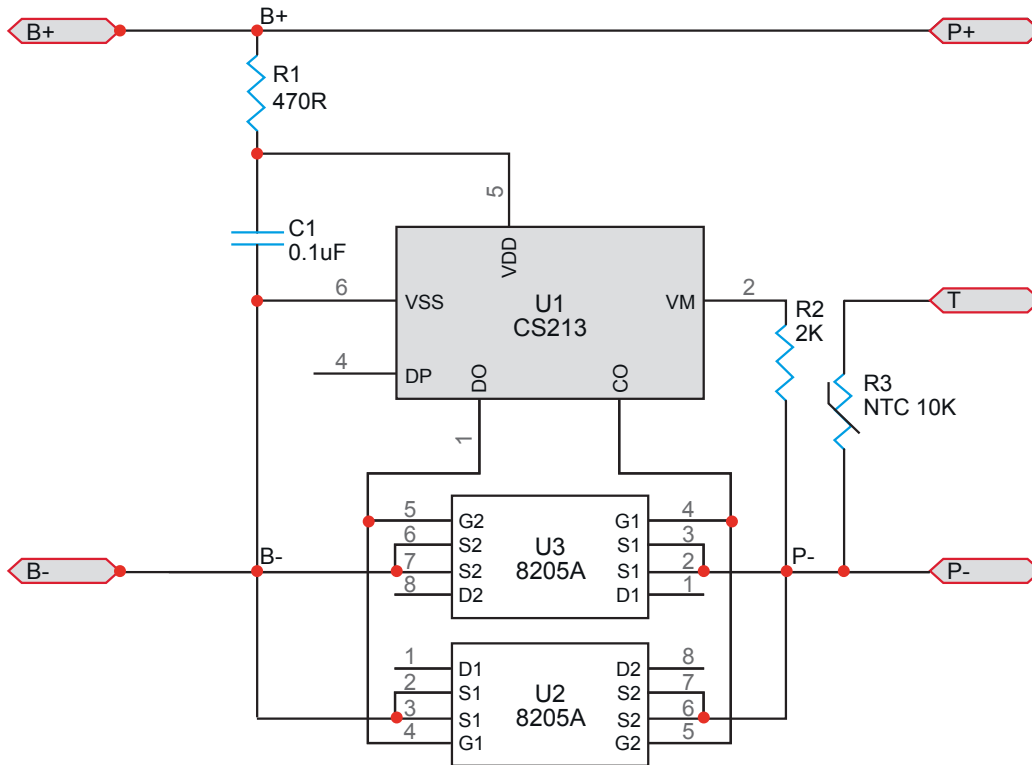 B+
B+
P+
R1
470R
5
C1
0.1uF
VDD
6
VSS
U1
CS213
VM
2
R2
2K
T
4
DP
DO
CO
R3
NTC 10K
1
5
G2
G1
4
6
S2
U3
S1
3
B-
B-
7
S2
8205A
S1
2
P-
P-
8
D2
D1
1
1
D1
D2
8
2
S1
U2
S2
7
3
S1
8205A
S2
6
4
G1
G2
5